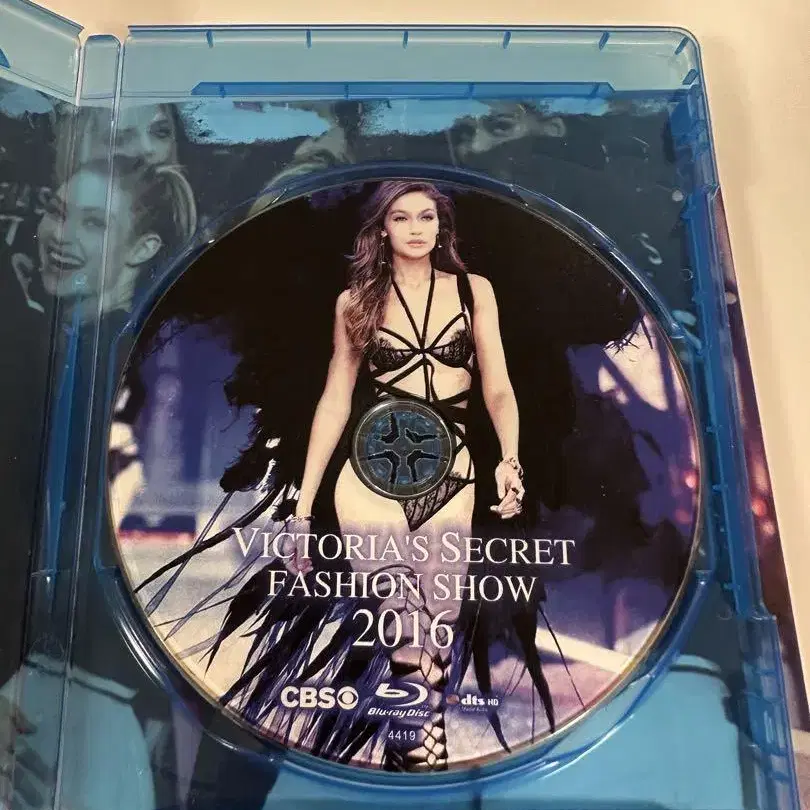 VICTORIA'S SECRET
FASHION SHOW
2016
CBS
Blu-ray Disc
dts HD
4419